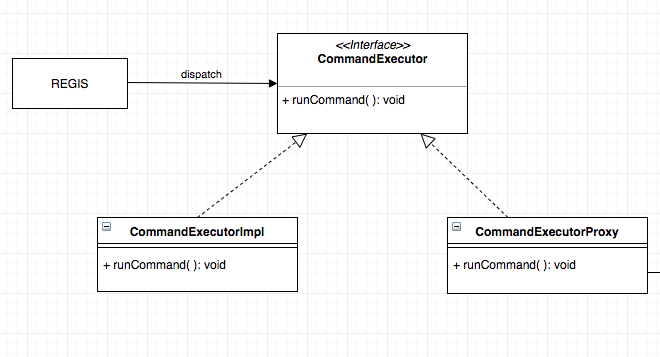 <<Interface>>
CommandExecutor
REGIS
dispatch
+ runCommand( ): void
CommandExecutorImpl
+ runCommand( ): void
CommandExecutorProxy
+ runCommand( ): void